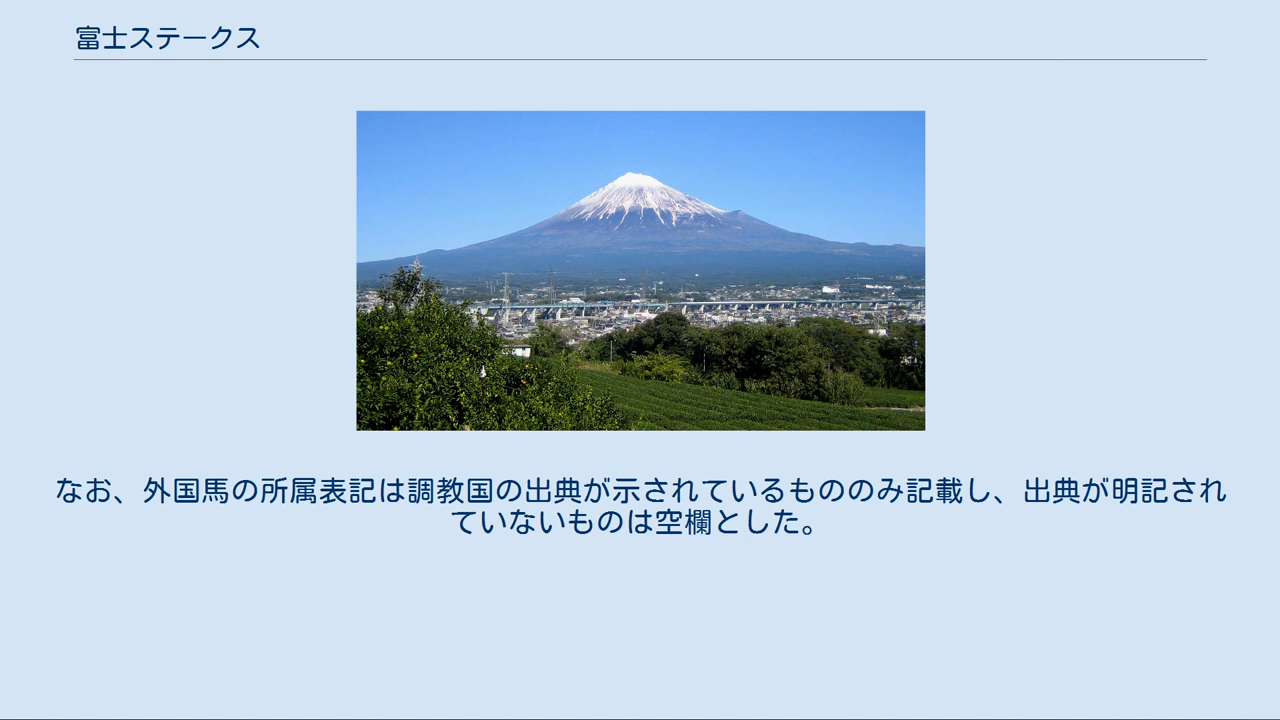 富士ステークス
なお、外国馬の所属表記は調教国の出典が示されているもののみ記載し、出典が明記され
ていないものは空欄とした。